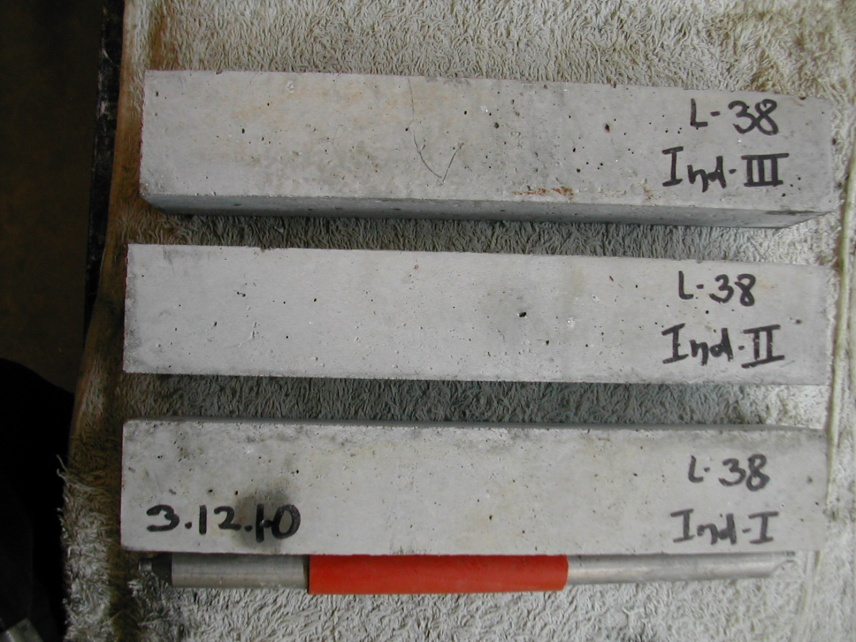 L-38
Ind-III
L-38
Ind-II
L-38
3.12.10
Ind-I